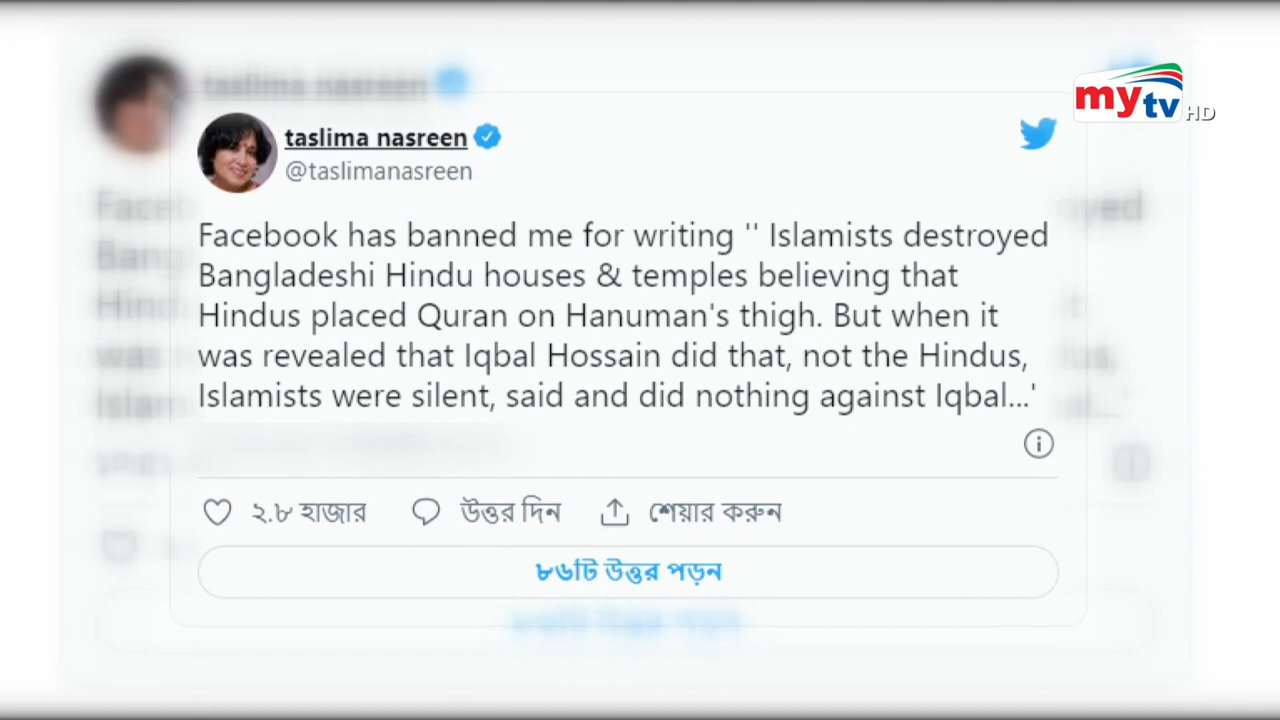 my tv HD
taslima nasreen
@taslimanasreen
Facebook has banned me for writing '' Islamists destroyed
Bangladeshi Hindu houses & temples believing that
Hindus placed Quran on Hanuman's thigh. But when it
was revealed that Iqbal Hossain did that, not the Hindus,
Islamists were silent, said and did nothing against Iqbal...'
২.৮ হাজার উত্তর দিন শেয়ার করুন
৮৬টি উত্তর পড়ন